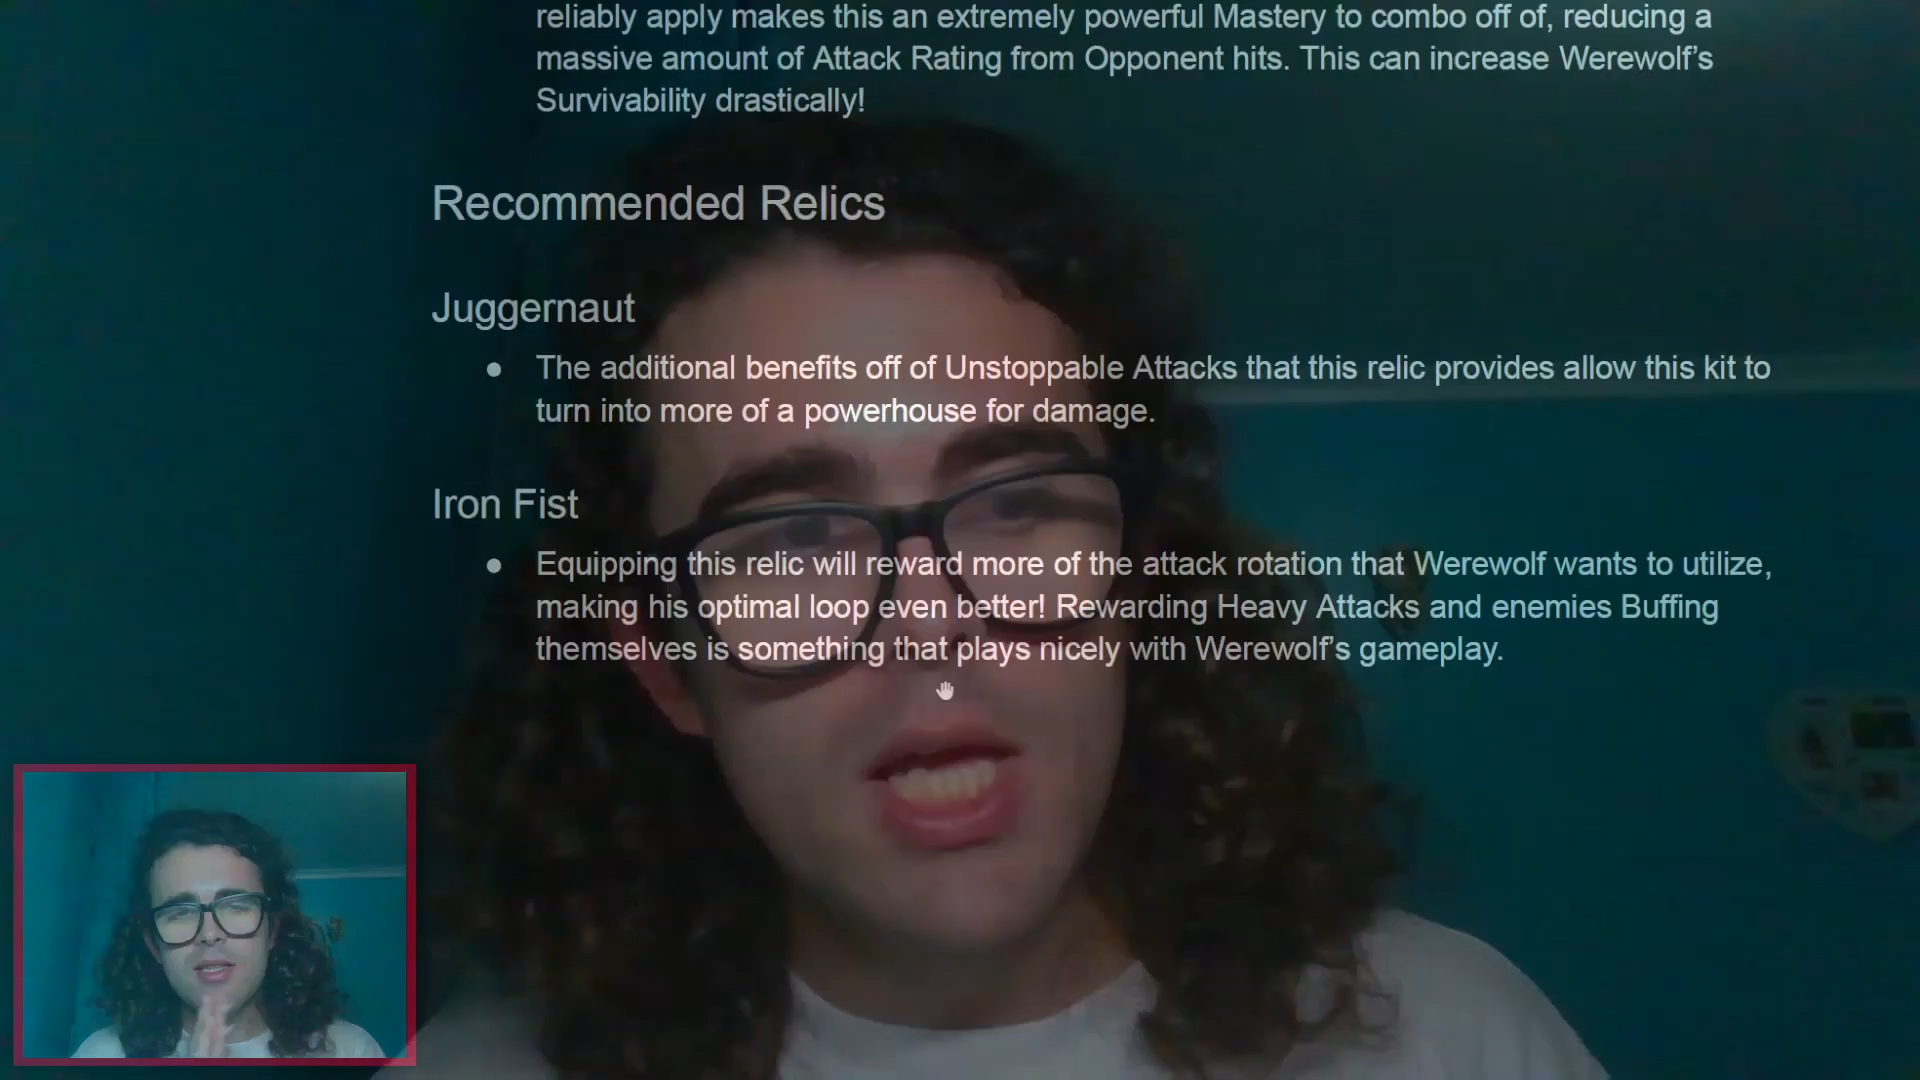 reliably apply makes this an extremely powerful Mastery to combo off of, reducing a
massive amount of Attack Rating from Opponent hits. This can increase Werewolf’s
Survivability drastically!
Recommended Relics
Juggernaut
● The additional benefits off of Unstoppable Attacks that this relic provides allow this kit to
turn into more of a powerhouse for damage.
Iron Fist
● Equipping this relic will reward more of the attack rotation that Werewolf wants to utilize,
making his optimal loop even better! Rewarding Heavy Attacks and enemies Buffing
themselves is something that plays nicely with Werewolf’s gameplay.